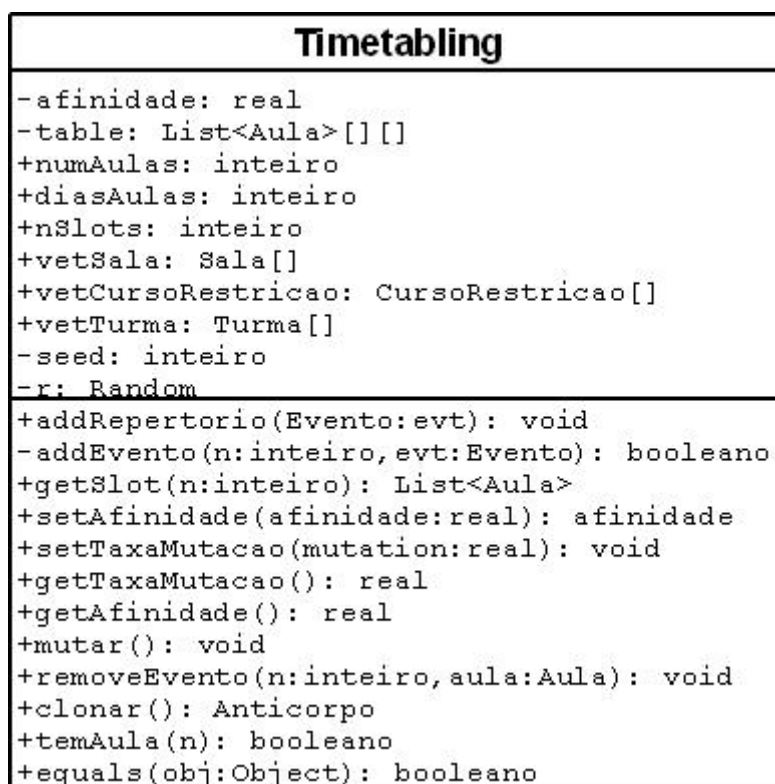 Timetabling
-afinidade: real
-table: List<Aula>[][]
+numAulas: inteiro
+diasAulas: inteiro
+nSlots: inteiro
+vetSala: Sala[]
+vetCursoRestricao: CursoRestricao[]
+vetTurma: Turma[]
-seed: inteiro
-r: Random
+addRepertorio(Evento:evt): void
-addEvento(n:inteiro,evt:Evento): booleano
+getSlot(n:inteiro): List<Aula>
+setAfinidade(afinidade:real): afinidade
+setTaxaMutacao(mutation:real): void
+getTaxaMutacao(): real
+getAfinidade(): real
+mutar(): void
+removeEvento(n:inteiro,aula:Aula): void
+clonar(): Anticorpo
+temAula(n): booleano
+equals(obj:Object): booleano